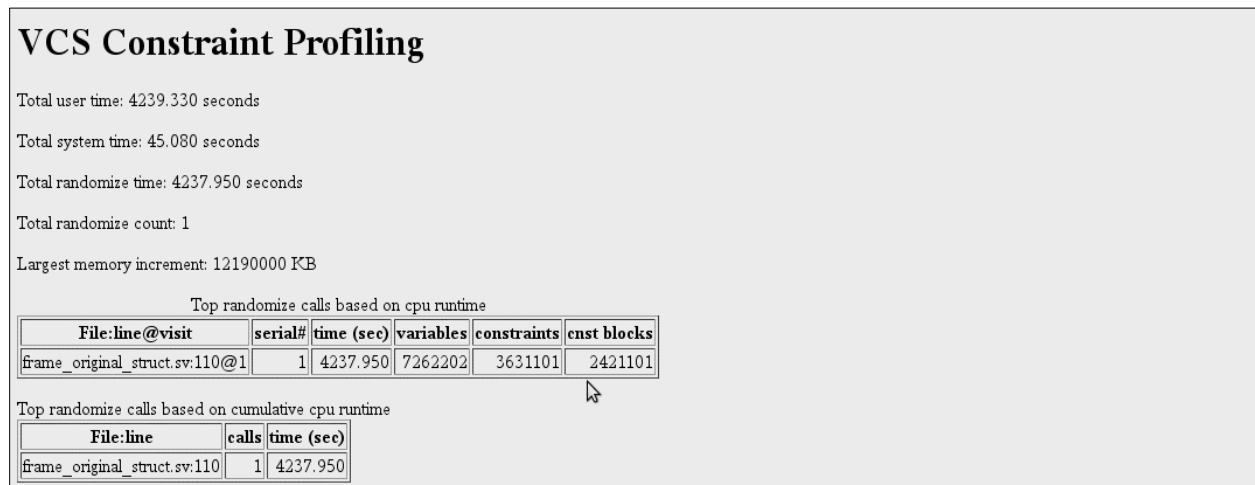 VCS Constraint Profiling
Total user time: 4239.330 seconds
Total system time: 45.080 seconds
Total randomize time: 4237.950 seconds
Total randomize count: 1
Largest memory increment: 12190000 KB
Top randomize calls based on cpu runtime
File:line@visit serial# time (sec) variables constraints cnst blocks
frame_original_struct.sv:110@1 1 4237.950 7262202 3631101 2421101
Top randomize calls based on cumulative cpu runtime
File:line calls time (sec)
frame_original_struct.sv:110 1 4237.950